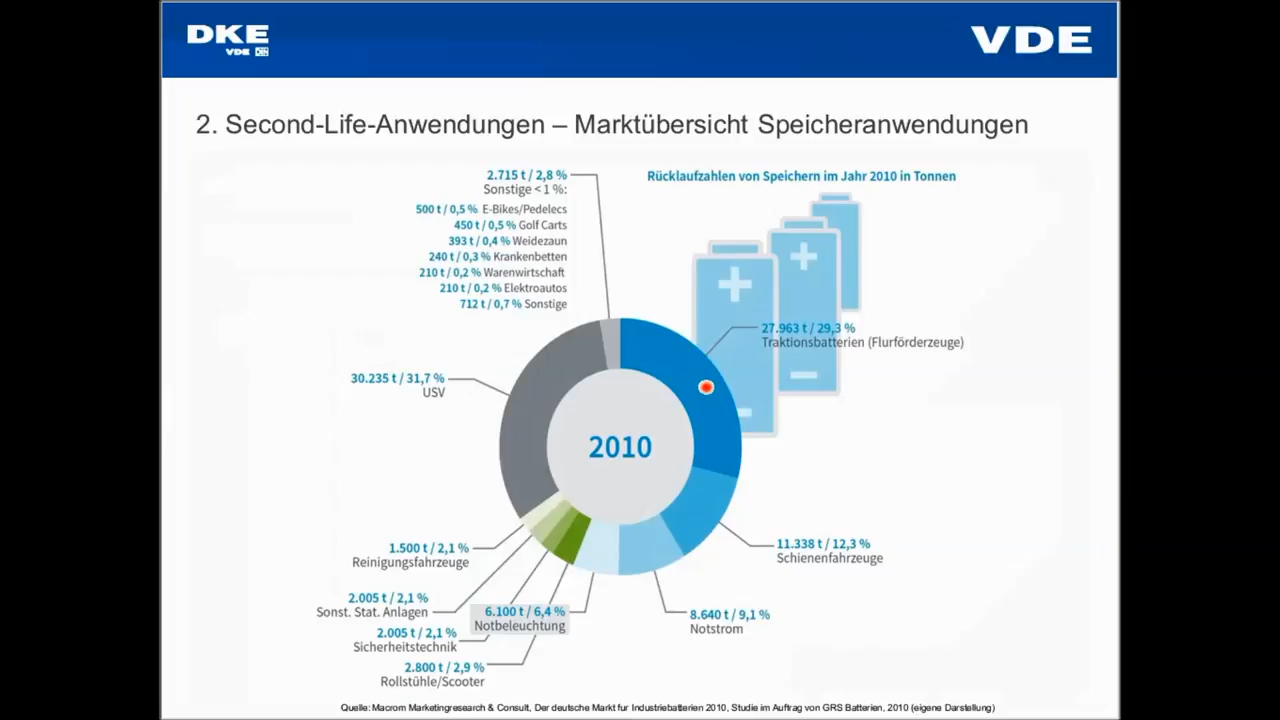 DKE
VDE DIN
VDE
2. Second-Life-Anwendungen – Marktübersicht Speicheranwendungen
2.715 t / 2,8 %
Sonstige < 1 %:
500 t / 0,5 % E-Bikes/Pedelecs
450 t / 0,5 % Golf Carts
393 t / 0,4 % Weidezaun
240 t / 0,3 % Krankenbetten
210 t / 0,2 % Warenwirtschaft
210 t / 0,2 % Elektroautos
712 t / 0,7 % Sonstige
Rücklaufzahlen von Speichern im Jahr 2010 in Tonnen
27.963 t / 29,3 %
Traktionsbatterien (Flurförderzeuge)
30.235 t / 31,7 %
USV
2010
11.338 t / 12,3 %
Schienenfahrzeuge
1.500 t / 2,1 %
Reinigungsfahrzeuge
2.005 t / 2,1 %
Sonst. Stat. Anlagen
6.100 t / 6,4 %
Notbeleuchtung
8.640 t / 9,1 %
Notstrom
2.005 t / 2,1 %
Sicherheitstechnik
2.800 t / 2,9 %
Rollstühle/Scooter
Quelle: Macrom Marketingresearch & Consult, Der deutsche Markt fur Industriebatterien 2010, Studie im Auftrag von GRS Batterien, 2010 (eigene Darstellung)